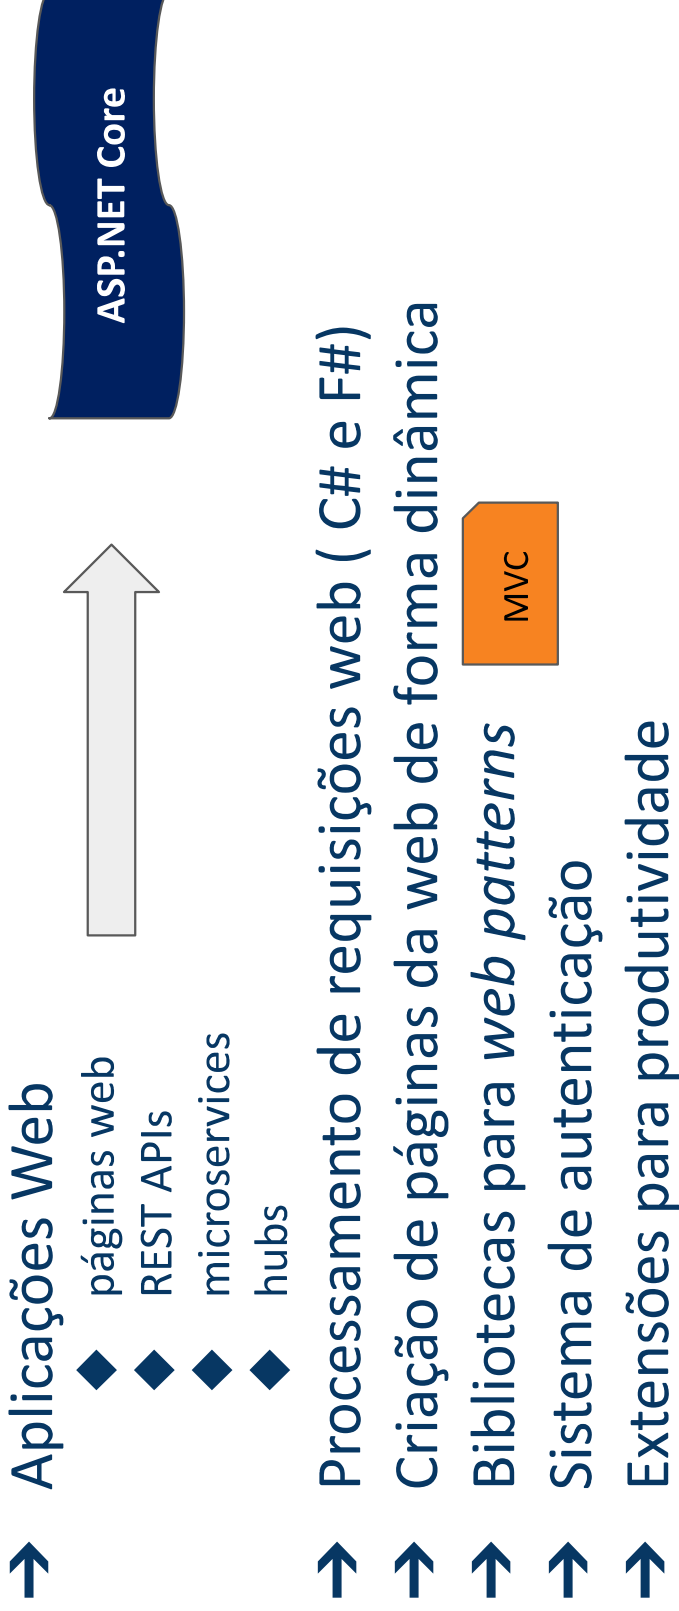 Aplicações Web
páginas web
REST APIs
microservices
hubs
ASP.NET Core
Processamento de requisições web ( C# e F#)
Criação de páginas da web de forma dinâmica
Bibliotecas para web patterns
MVC
Sistema de autenticação
Extensões para produtividade